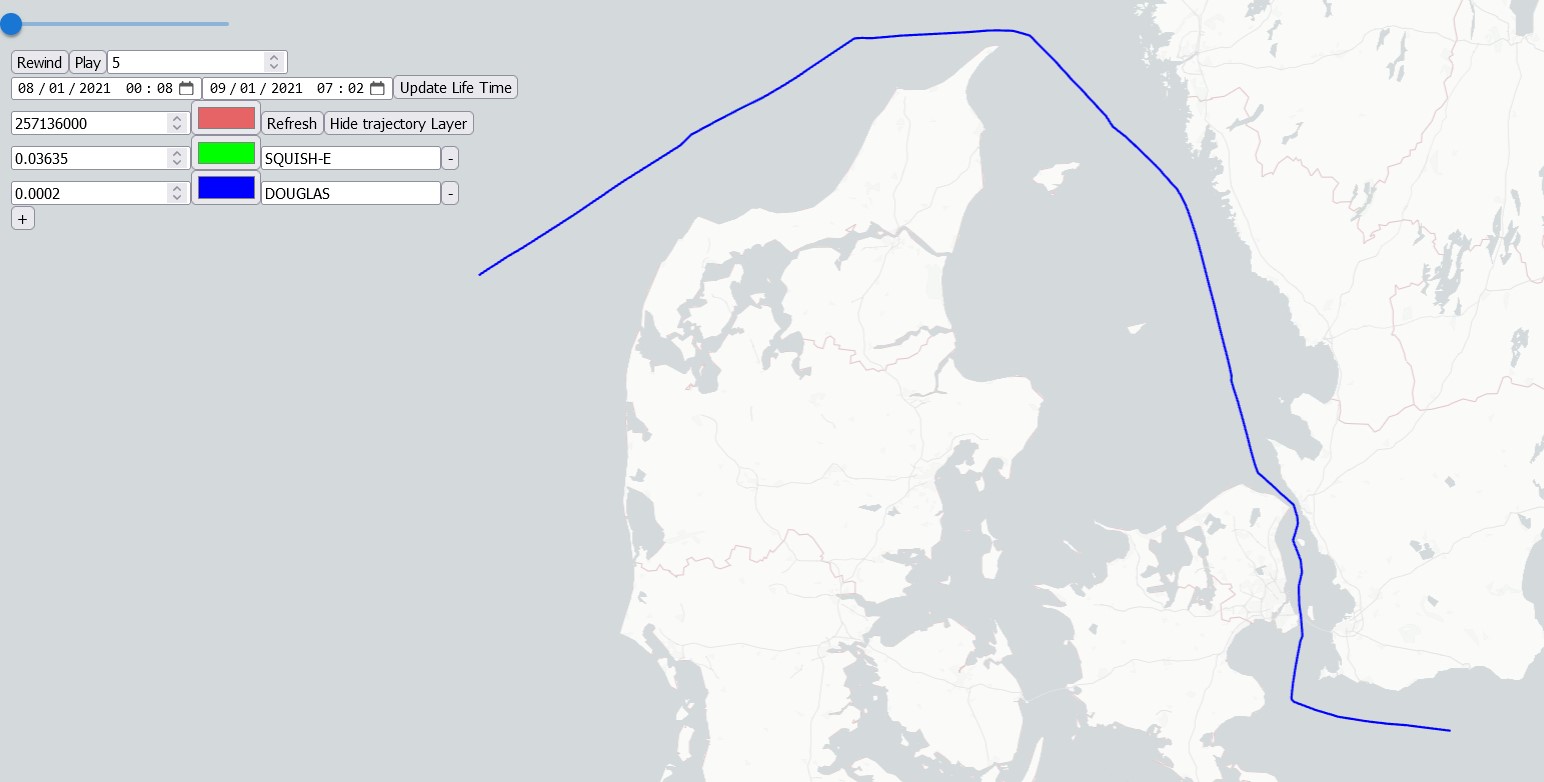 Rewind Play 5
08/01/2021 00:08 09/01/2021 07:02 Update Life Time
257136000 Refresh Hide trajectory Layer
0.03635 SQUISH-E -
0.0002 DOUGLAS -
+